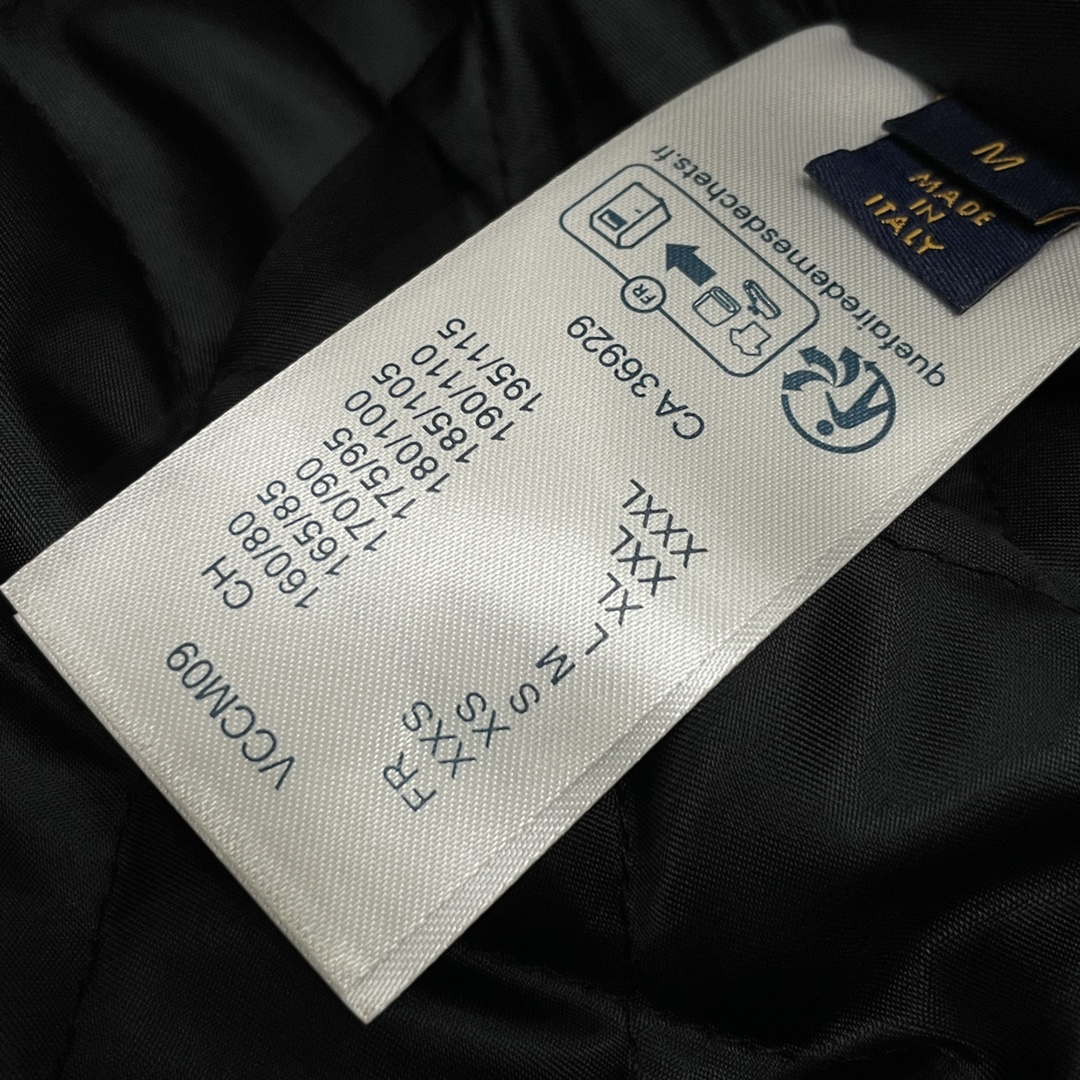 M
MADE
IN
ITALY
VCCM09
FR CH
XXS 160/80
XS 165/85
S 170/90
M 175/95
L 180/100
XL 185/105
XXL 190/110
XXXL 195/115
CA 36929
FR
quefairedemesdechets.fr